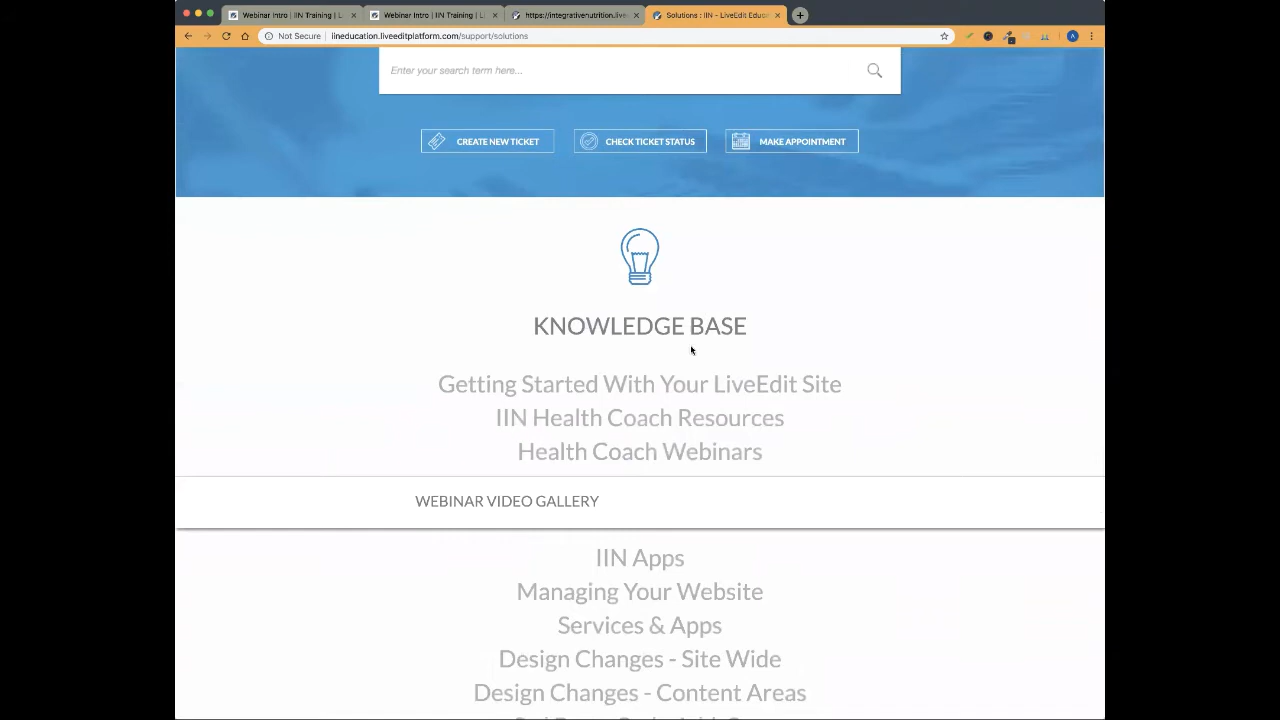 Webinar Intro | IIN Training | L
Webinar Intro | IIN Training | L
https://integrativenutrition.live
Solutions : IIN - LiveEdit Educa
Not Secure | iineducation.liveeditplatform.com/support/solutions
Enter your search term here...
CREATE NEW TICKET
CHECK TICKET STATUS
MAKE APPOINTMENT
KNOWLEDGE BASE
Getting Started With Your LiveEdit Site
IIN Health Coach Resources
Health Coach Webinars
WEBINAR VIDEO GALLERY
IIN Apps
Managing Your Website
Services & Apps
Design Changes - Site Wide
Design Changes - Content Areas